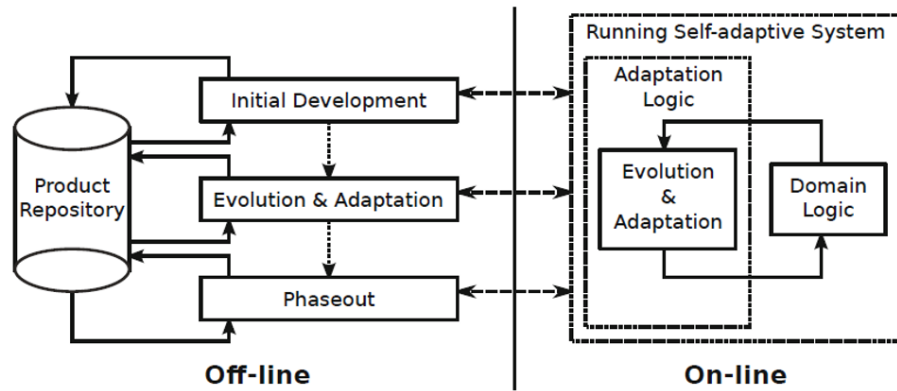 Running Self-adaptive System
Initial Development
Adaptation
Logic
Product
Repository
Evolution & Adaptation
Evolution
&
Adaptation
Domain
Logic
Phaseout
Off-line
On-line